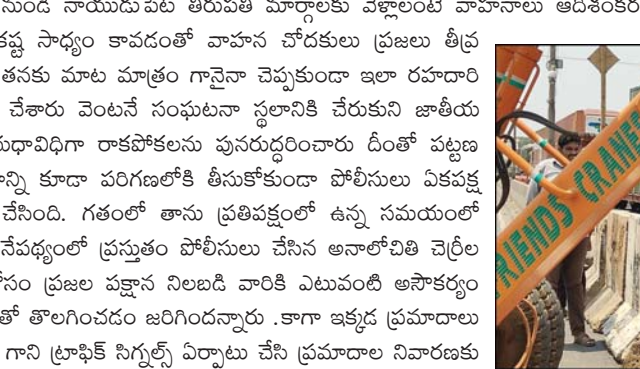 నుండి నాయుడుపేట తిరుపతి మార్గాలకు వెళ్లాలంటే వాహనాలు ఆదిశంకర
కష్ట సాధ్యం కావడంతో వాహన చోదకులు ప్రజలు తీవ్ర
తనకు మాట మాత్రం గానైనా చెప్పకుండా ఇలా రహదారి
చేశారు వెంటనే సంఘటనా స్థలానికి చేరుకుని జాతీయ
ధావిధిగా రాకపోకలను పునరుద్ధరించారు దీంతో పట్టణ
న్ని కూడా పరిగణలోకి తీసుకోకుండా పోలీసులు ఏకపక్ష
చేసింది. గతంలో తాను ప్రతిపక్షంలో ఉన్న సమయంలో
నేపథ్యంలో ప్రస్తుతం పోలీసులు చేసిన అనాలోచితి చెర్రీల
సం ప్రజల పక్షాన నిలబడి వారికి ఎటువంటి అసౌకర్యం
తో తొలగించడం జరిగిందన్నారు .కాగా ఇక్కడ ప్రమాదాలు
గాని ట్రాఫిక్ సిగ్నల్స్ ఏర్పాటు చేసి ప్రమాదాల నివారణకు
FRIENDS CRANE